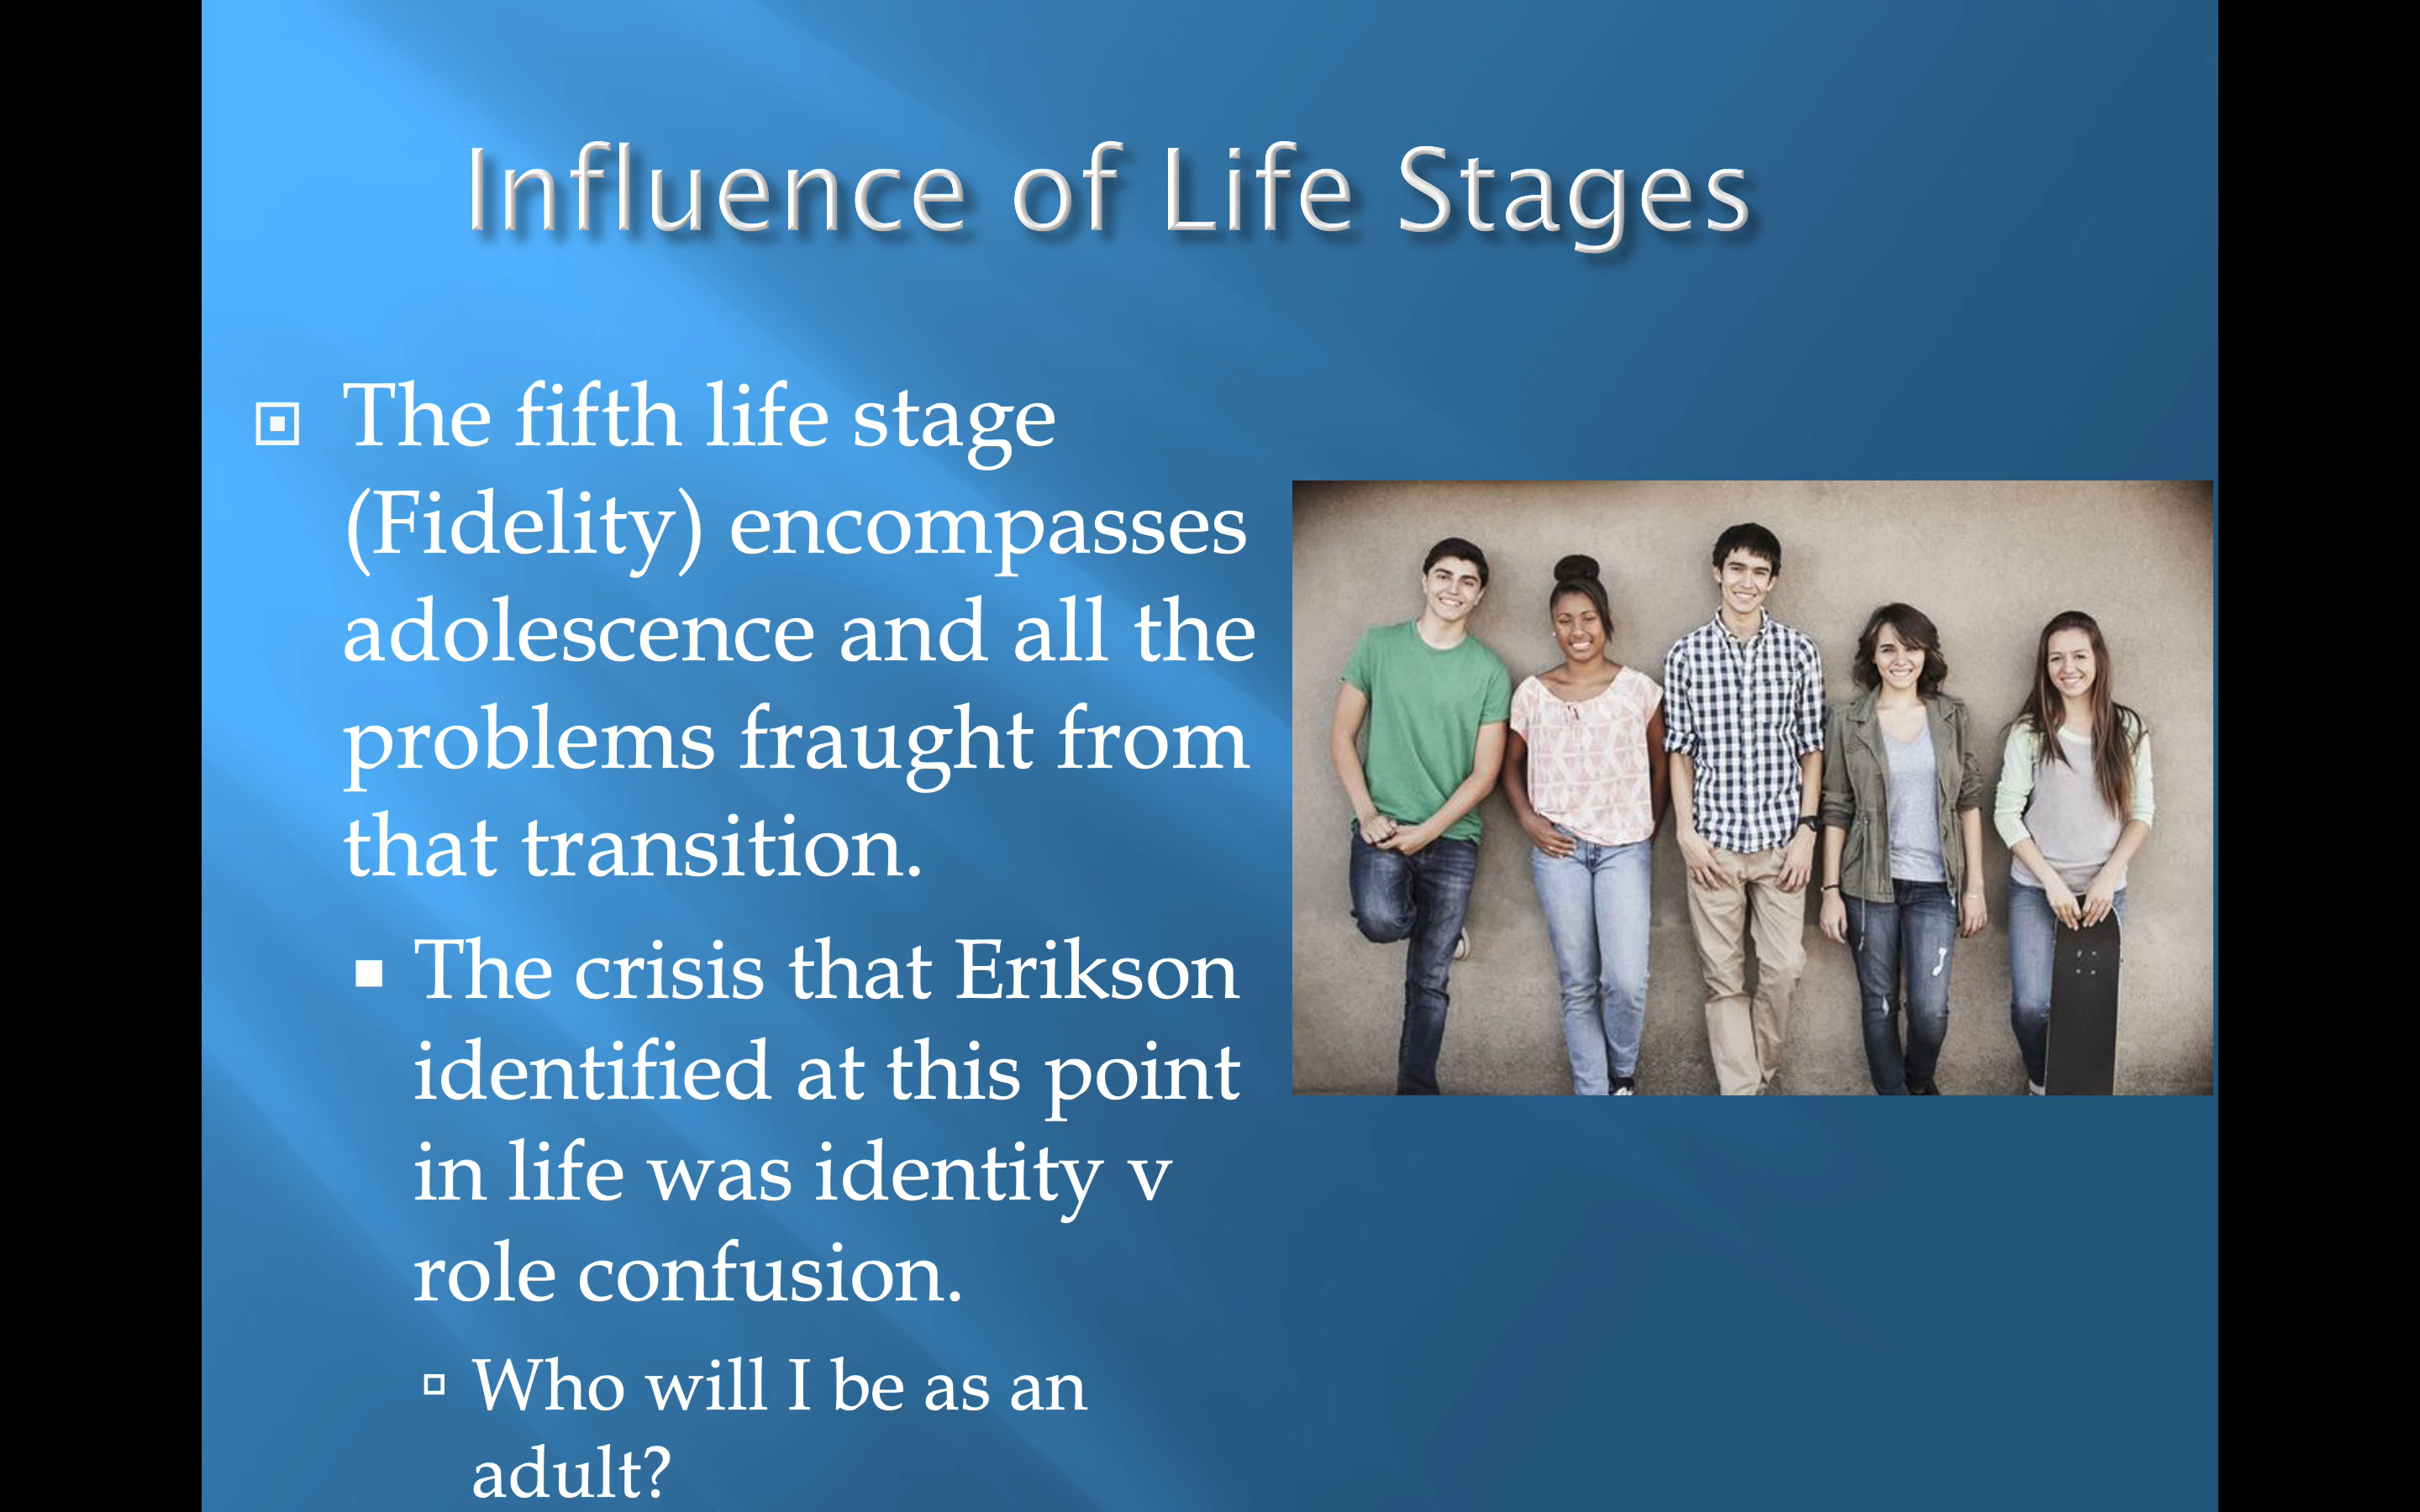 Influence of Life Stages
The fifth life stage
(Fidelity) encompasses
adolescence and all the
problems fraught from
that transition.
The crisis that Erikson
identified at this point
in life was identity v
role confusion.
Who will I be as an
adult?